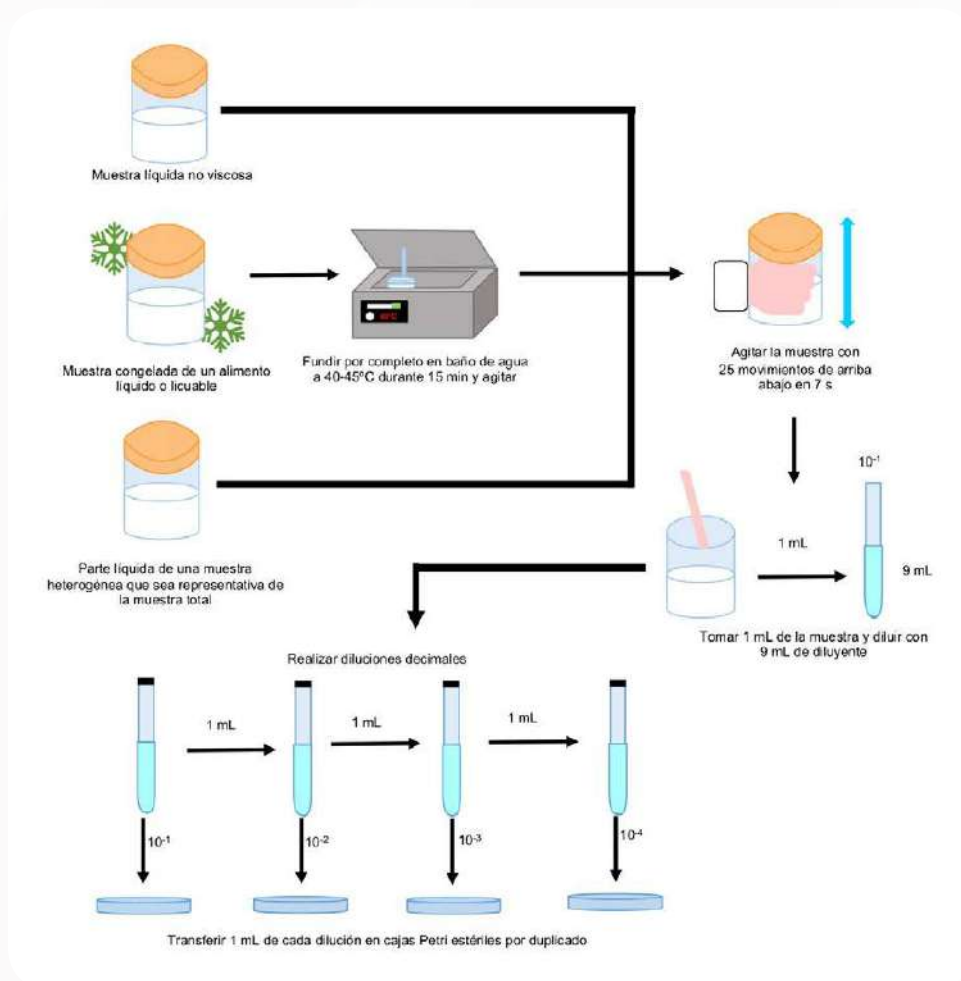 Muestra líquida no viscosa
Muestra congelada de un alimento
líquido o licuable
Fundir por completo en baño de agua
a 40-45ºC durante 15 min y agitar
Agitar la muestra con
25 movimientos de arriba
abajo en 7 s
Parte líquida de una muestra
heterogénea que sea representativa de
la muestra total
10⁻¹
1 mL
9 mL
Tomar 1 mL de la muestra y diluir con
9 mL de diluyente
Realizar diluciones decimales
1 mL
1 mL
1 mL
10⁻¹
10⁻²
10⁻³
10⁻⁴
Transferir 1 mL de cada dilución en cajas Petri estériles por duplicado